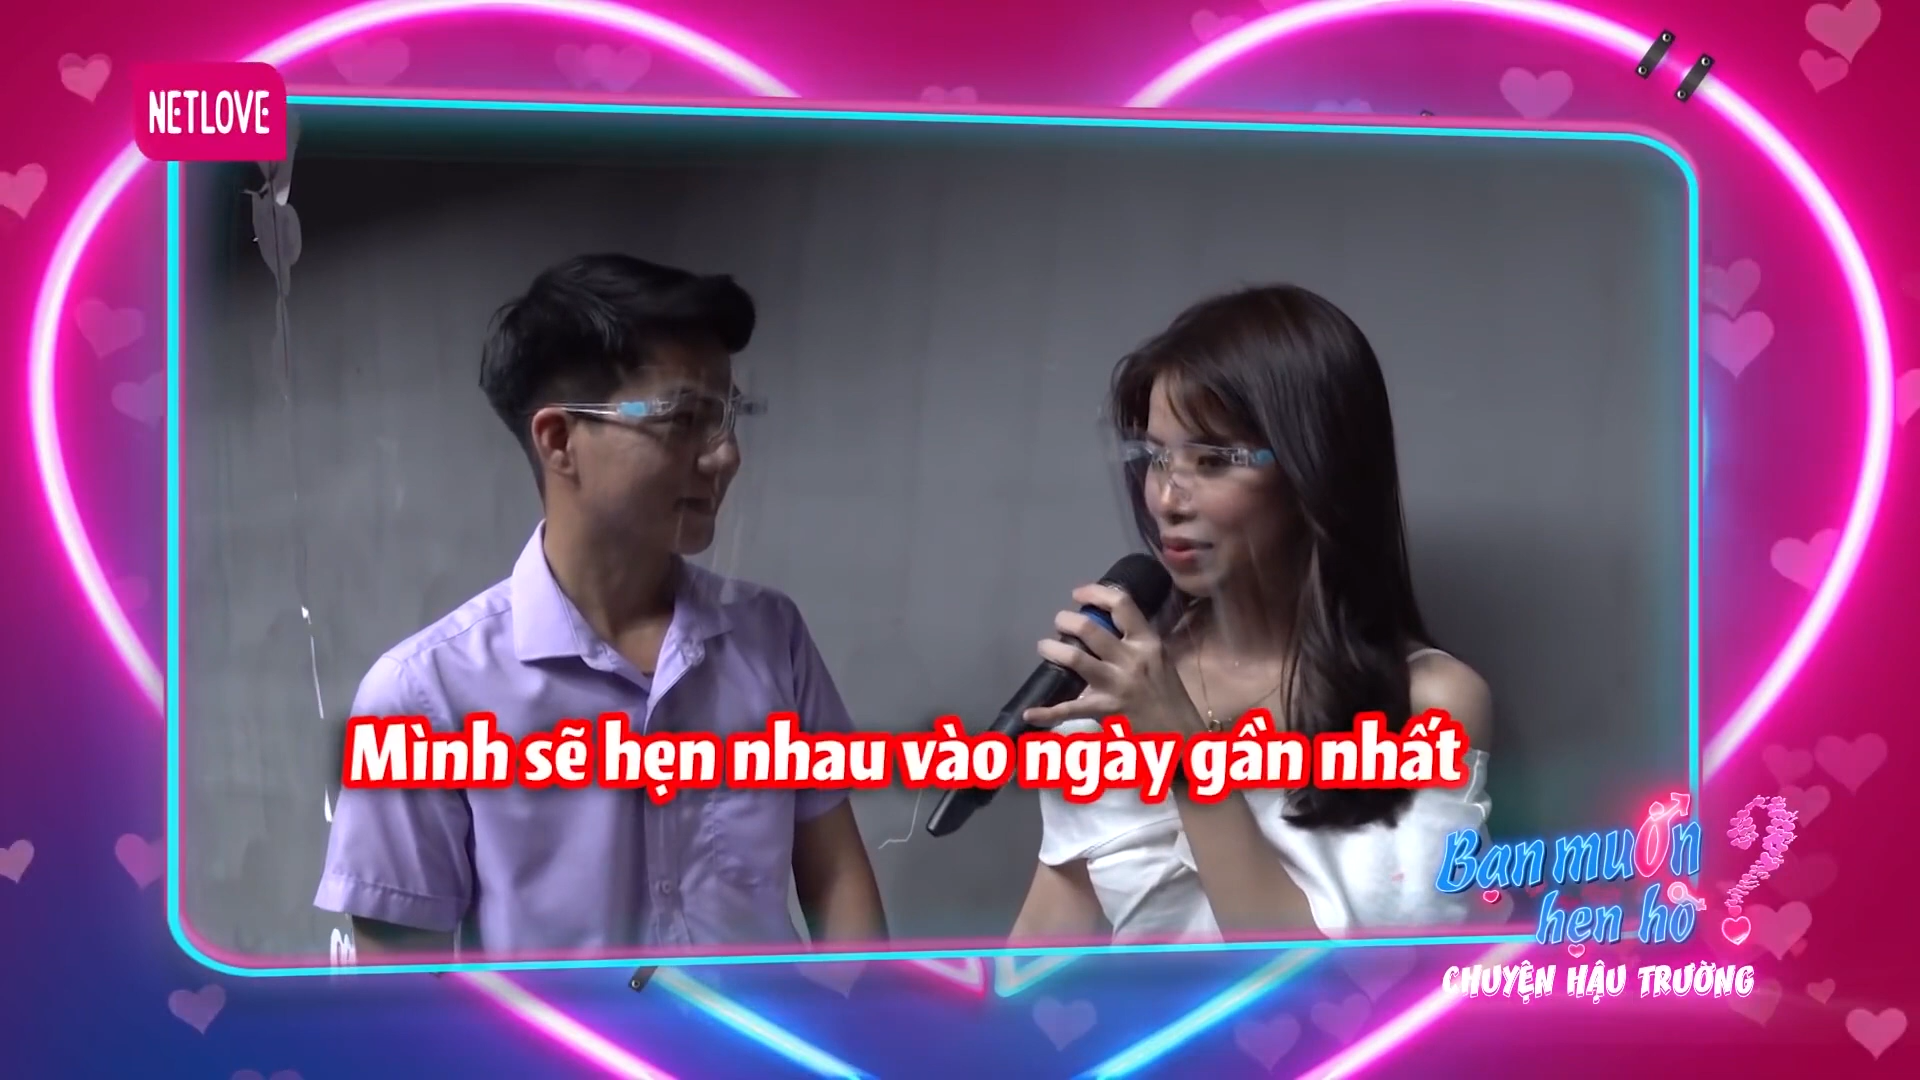 NETLOVE
Mình sẽ hẹn nhau vào ngày gần nhất
Bạn muốn
hẹn hò?
CHUYỆN HẬU TRƯỜNG